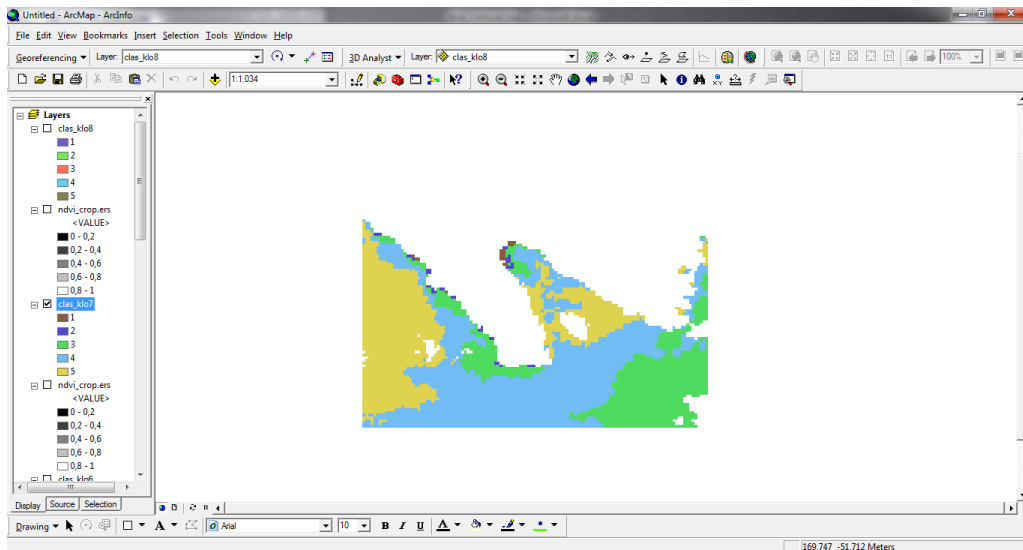 Untitled - ArcMap - ArcInfo
File Edit View Bookmarks Insert Selection Tools Window Help
Georeferencing Layer: clas_klo8 3D Analyst Layer: clas_klo8 100%
1:1.034
Layers
clas_klo8
1
2
3
4
5
ndvi_crop.ers
<VALUE>
0 - 0,2
0,2 - 0,4
0,4 - 0,6
0,6 - 0,8
0,8 - 1
clas_klo7
1
2
3
4
5
ndvi_crop.ers
<VALUE>
0 - 0,2
0,2 - 0,4
0,4 - 0,6
0,6 - 0,8
0,8 - 1
clas_klo6
Display Source Selection
Drawing A Arial 10 B I U A
169,747 -51,712 Meters